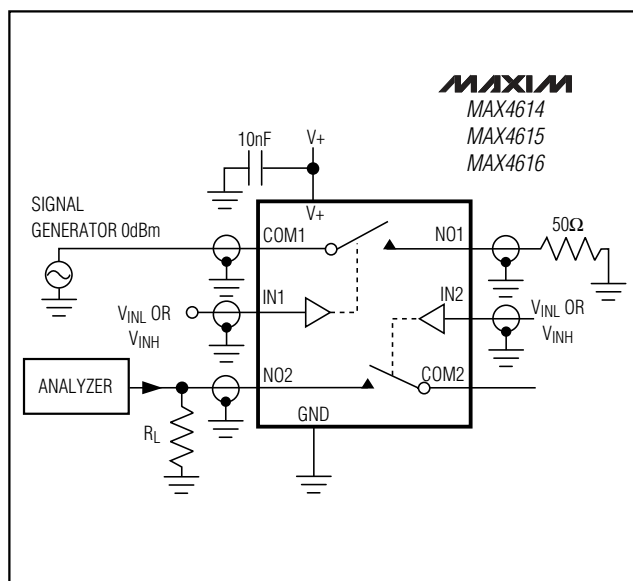 MAXIM
MAX4614
MAX4615
MAX4616
10nF
V+
V+
SIGNAL
GENERATOR 0dBm
COM1
NO1
50Ω
IN1
IN2
VINL OR
VINH
VINL OR
VINH
ANALYZER
NO2
COM2
RL
GND